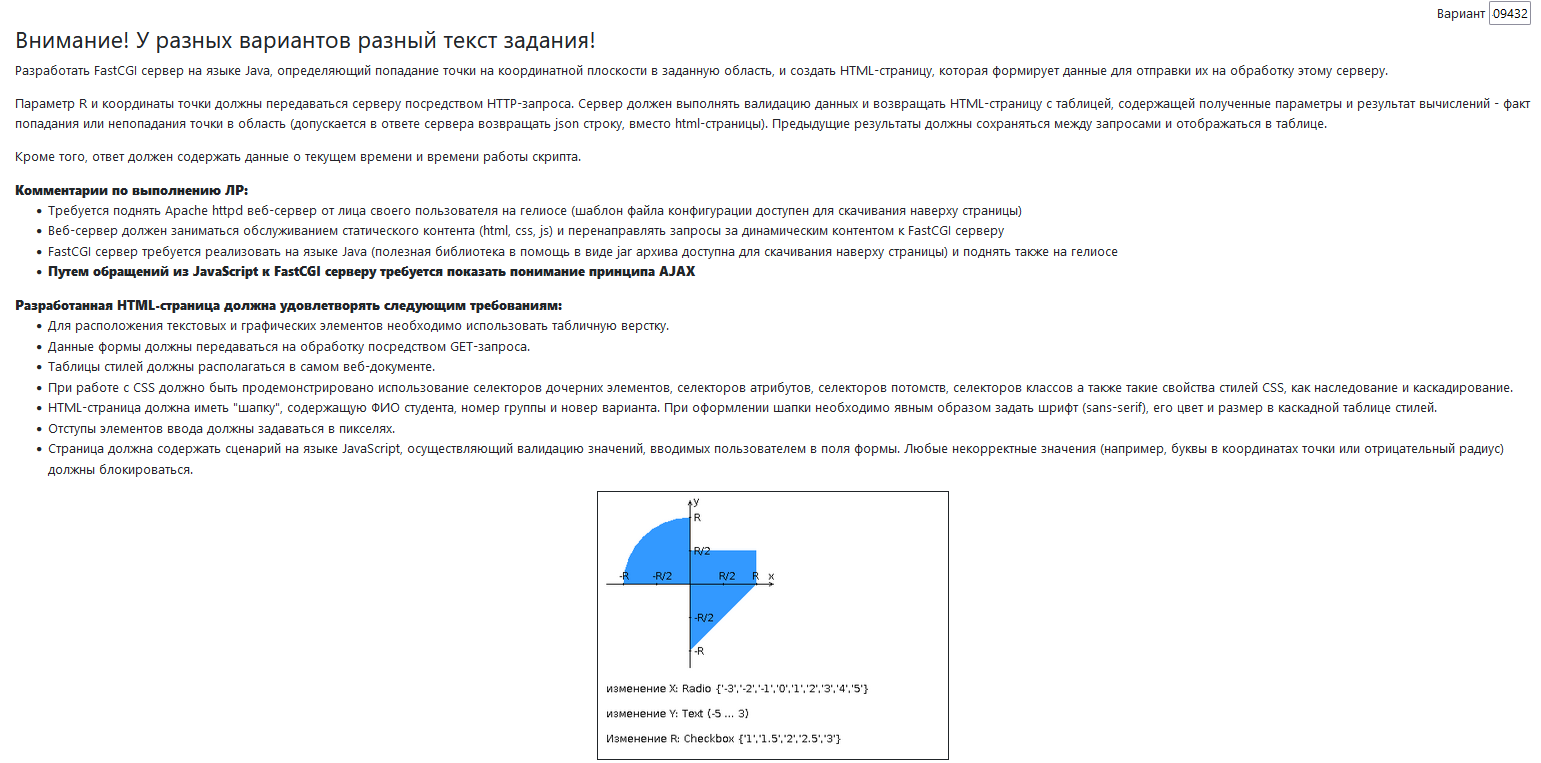 Вариант 09432
Внимание! У разных вариантов разный текст задания!
Разработать FastCGI сервер на языке Java, определяющий попадание точки на координатной плоскости в заданную область, и создать HTML-страницу, которая формирует данные для отправки их на обработку этому серверу.
Параметр R и координаты точки должны передаваться серверу посредством HTTP-запроса. Сервер должен выполнять валидацию данных и возвращать HTML-страницу с таблицей, содержащей полученные параметры и результат вычислений - факт
попадания или непопадания точки в область (допускается в ответе сервера возвращать json строку, вместо html-страницы). Предыдущие результаты должны сохраняться между запросами и отображаться в таблице.
Кроме того, ответ должен содержать данные о текущем времени и времени работы скрипта.
Комментарии по выполнению ЛР:
• Требуется поднять Apache httpd веб-сервер от лица своего пользователя на гелиосе (шаблон файла конфигурации доступен для скачивания наверху страницы)
• Веб-сервер должен заниматься обслуживанием статического контента (html, css, js) и перенаправлять запросы за динамическим контентом к FastCGI серверу
• FastCGI сервер требуется реализовать на языке Java (полезная библиотека в помощь в виде jar архива доступна для скачивания наверху страницы) и поднять также на гелиосе
• Путем обращений из JavaScript к FastCGI серверу требуется показать понимание принципа AJAX
Разработанная HTML-страница должна удовлетворять следующим требованиям:
• Для расположения текстовых и графических элементов необходимо использовать табличную верстку.
• Данные формы должны передаваться на обработку посредством GET-запроса.
• Таблицы стилей должны располагаться в самом веб-документе.
• При работе с CSS должно быть продемонстрировано использование селекторов дочерних элементов, селекторов атрибутов, селекторов потомств, селекторов классов а также такие свойства стилей CSS, как наследование и каскадирование.
• HTML-страница должна иметь "шапку", содержащую ФИО студента, номер группы и новер варианта. При оформлении шапки необходимо явным образом задать шрифт (sans-serif), его цвет и размер в каскадной таблице стилей.
• Отступы элементов ввода должны задаваться в пикселях.
• Страница должна содержать сценарий на языке JavaScript, осуществляющий валидацию значений, вводимых пользователем в поля формы. Любые некорректные значения (например, буквы в координатах точки или отрицательный радиус)
должны блокироваться.
y
R
R/2
-R -R/2 R/2 R x
-R/2
-R
изменение X: Radio {'-3','-2','-1','0','1','2','3','4','5'}
изменение Y: Text (-5 ... 3)
Изменение R: Checkbox {'1','1.5','2','2.5','3'}